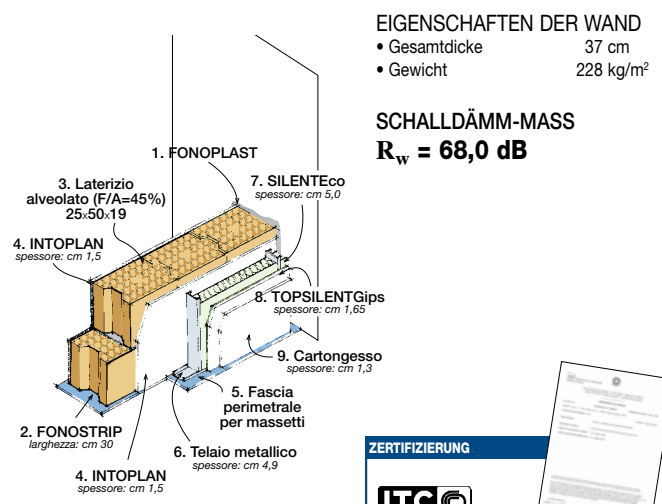 EIGENSCHAFTEN DER WAND
• Gesamtdicke 37 cm
• Gewicht 228 kg/m²
SCHALLDÄMM-MASS
Rw = 68,0 dB
1. FONOPLAST
3. Laterizio
alveolato (F/A=45%)
25x50x19
7. SILENTEco
spessore: cm 5,0
4. INTOPLAN
spessore: cm 1,5
8. TOPSILENTGips
spessore: cm 1,65
9. Cartongesso
spessore: cm 1,3
5. Fascia
perimetrale
per massetti
2. FONOSTRIP
larghezza: cm 30
6. Telaio metallico
spessore: cm 4,9
4. INTOPLAN
spessore: cm 1,5
ZERTIFIZIERUNG
ITC